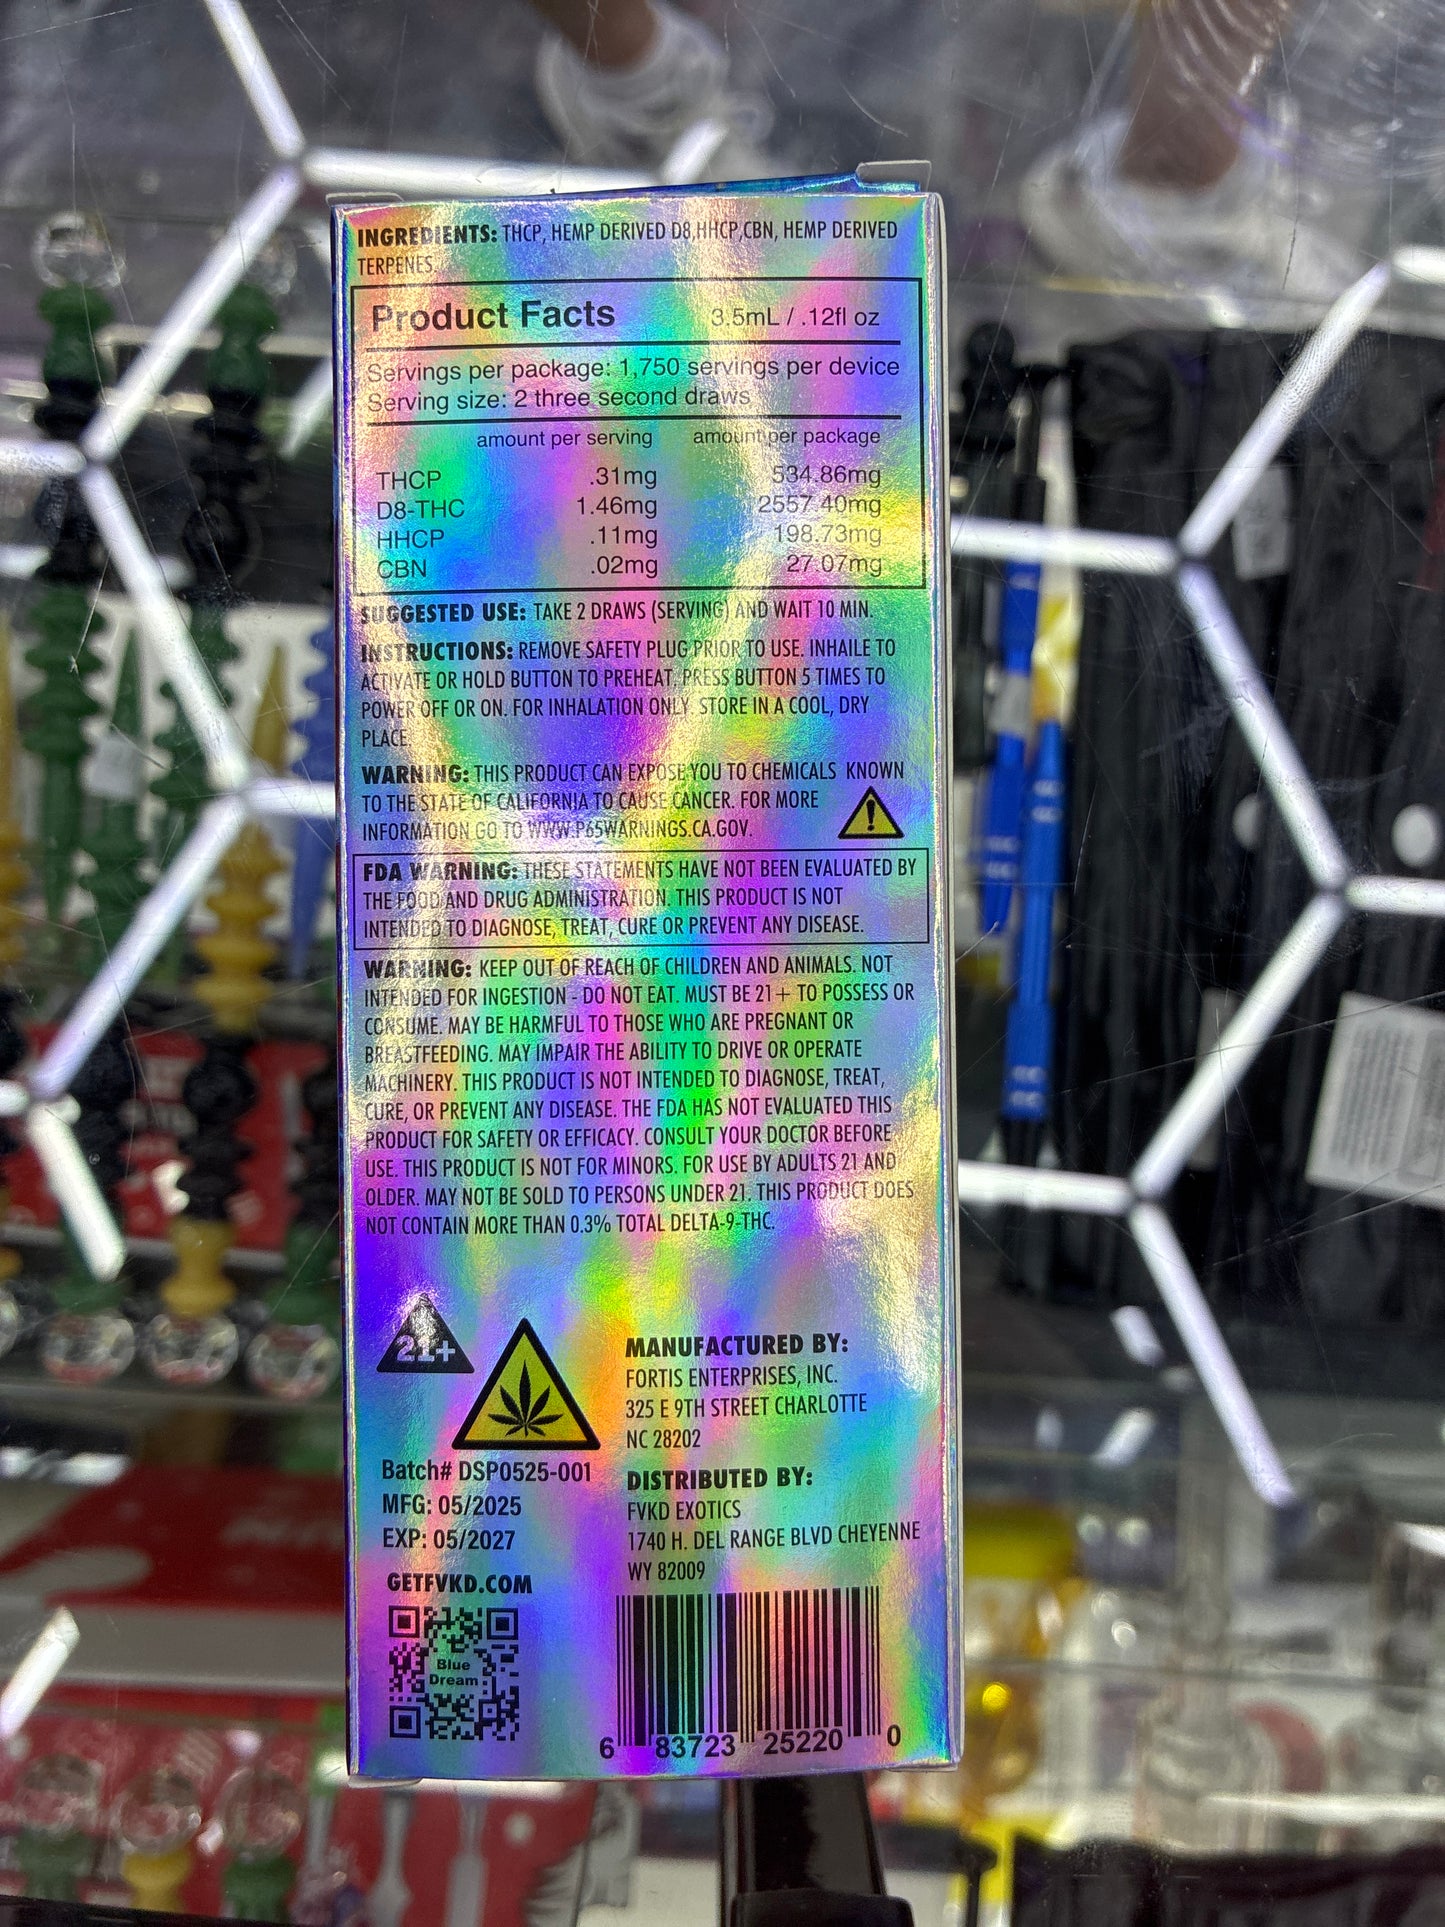 INGREDIENTS: THCP, HEMP DERIVED D8,HHCP,CBN, HEMP DERIVED
TERPENES.
Product Facts 3.5mL / .12fl oz
Servings per package: 1,750 servings per device
Serving size: 2 three second draws
amount per serving amount per package
THCP .31mg 534.86mg
D8-THC 1.46mg 2557.40mg
HHCP .11mg 198.73mg
CBN .02mg 27.07mg
SUGGESTED USE: TAKE 2 DRAWS (SERVING) AND WAIT 10 MIN.
INSTRUCTIONS: REMOVE SAFETY PLUG PRIOR TO USE. INHAILE TO
ACTIVATE OR HOLD BUTTON TO PREHEAT. PRESS BUTTON 5 TIMES TO
POWER OFF OR ON. FOR INHALATION ONLY. STORE IN A COOL, DRY
PLACE.
WARNING: THIS PRODUCT CAN EXPOSE YOU TO CHEMICALS KNOWN
TO THE STATE OF CALIFORNIA TO CAUSE CANCER. FOR MORE
INFORMATION GO TO WWW.P65WARNINGS.CA.GOV.
FDA WARNING: THESE STATEMENTS HAVE NOT BEEN EVALUATED BY
THE FOOD AND DRUG ADMINISTRATION. THIS PRODUCT IS NOT
INTENDED TO DIAGNOSE, TREAT, CURE OR PREVENT ANY DISEASE.
WARNING: KEEP OUT OF REACH OF CHILDREN AND ANIMALS. NOT
INTENDED FOR INGESTION - DO NOT EAT. MUST BE 21+ TO POSSESS OR
CONSUME. MAY BE HARMFUL TO THOSE WHO ARE PREGNANT OR
BREASTFEEDING. MAY IMPAIR THE ABILITY TO DRIVE OR OPERATE
MACHINERY. THIS PRODUCT IS NOT INTENDED TO DIAGNOSE, TREAT,
CURE, OR PREVENT ANY DISEASE. THE FDA HAS NOT EVALUATED THIS
PRODUCT FOR SAFETY OR EFFICACY. CONSULT YOUR DOCTOR BEFORE
USE. THIS PRODUCT IS NOT FOR MINORS. FOR USE BY ADULTS 21 AND
OLDER. MAY NOT BE SOLD TO PERSONS UNDER 21. THIS PRODUCT DOES
NOT CONTAIN MORE THAN 0.3% TOTAL DELTA-9-THC.
21+
Batch# DSP0525-001
MFG: 05/2025
EXP: 05/2027
GETFVKD.COM
Blue
Dream
MANUFACTURED BY:
FORTIS ENTERPRISES, INC.
325 E 9TH STREET CHARLOTTE
NC 28202
DISTRIBUTED BY:
FVKD EXOTICS
1740 H. DEL RANGE BLVD CHEYENNE
WY 82009
6 83723 25220 0